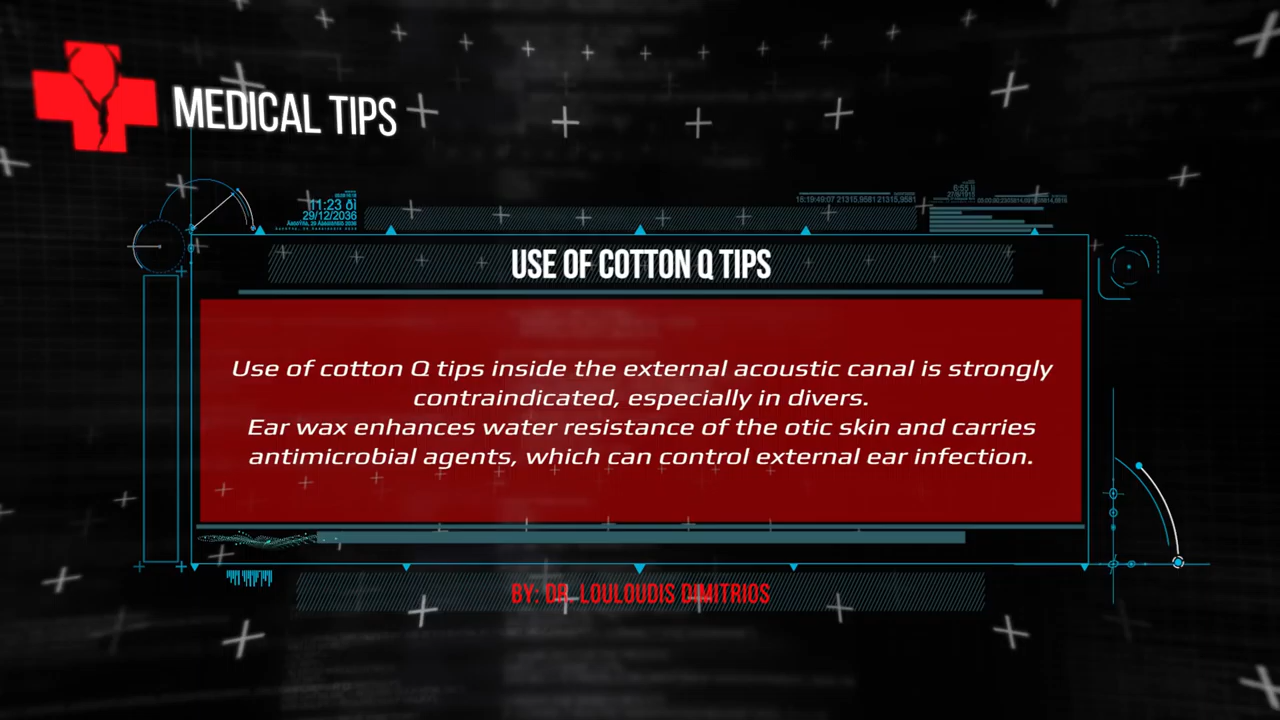 MEDICAL TIPS
11:23 ði
29/12/2036
USE OF COTTON Q TIPS
Use of cotton Q tips inside the external acoustic canal is strongly
contraindicated, especially in divers.
Ear wax enhances water resistance of the otic skin and carries
antimicrobial agents, which can control external ear infection.
BY: DR. LOULOUDIS DIMITRIOS